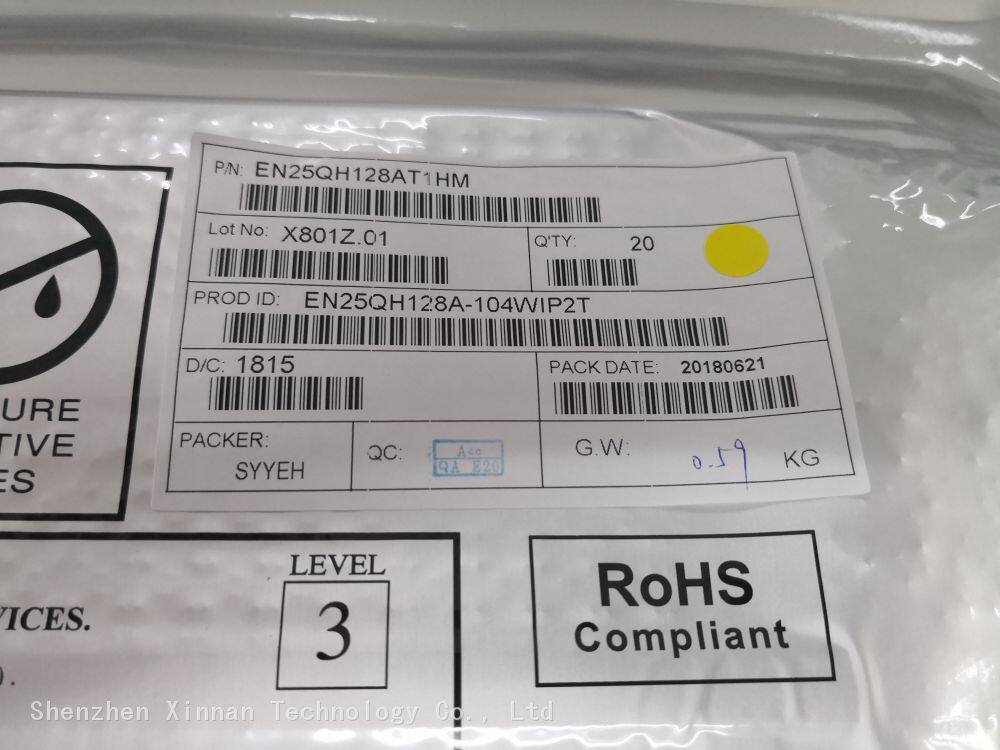 P/N: EN25QH128AT1HM
Lot No: X801Z.01
Q'TY: 20
PROD ID: EN25QH128A-104WIP2T
D/C: 1815
PACK DATE: 20180621
PACKER:
SYYEH
QC:
Acc
QA E20
G.W: 0.59 KG
URE
TIVE
ES
LEVEL
3
VICES.
).
RoHS
Compliant
Shenzhen Xinnan Technology Co., Ltd